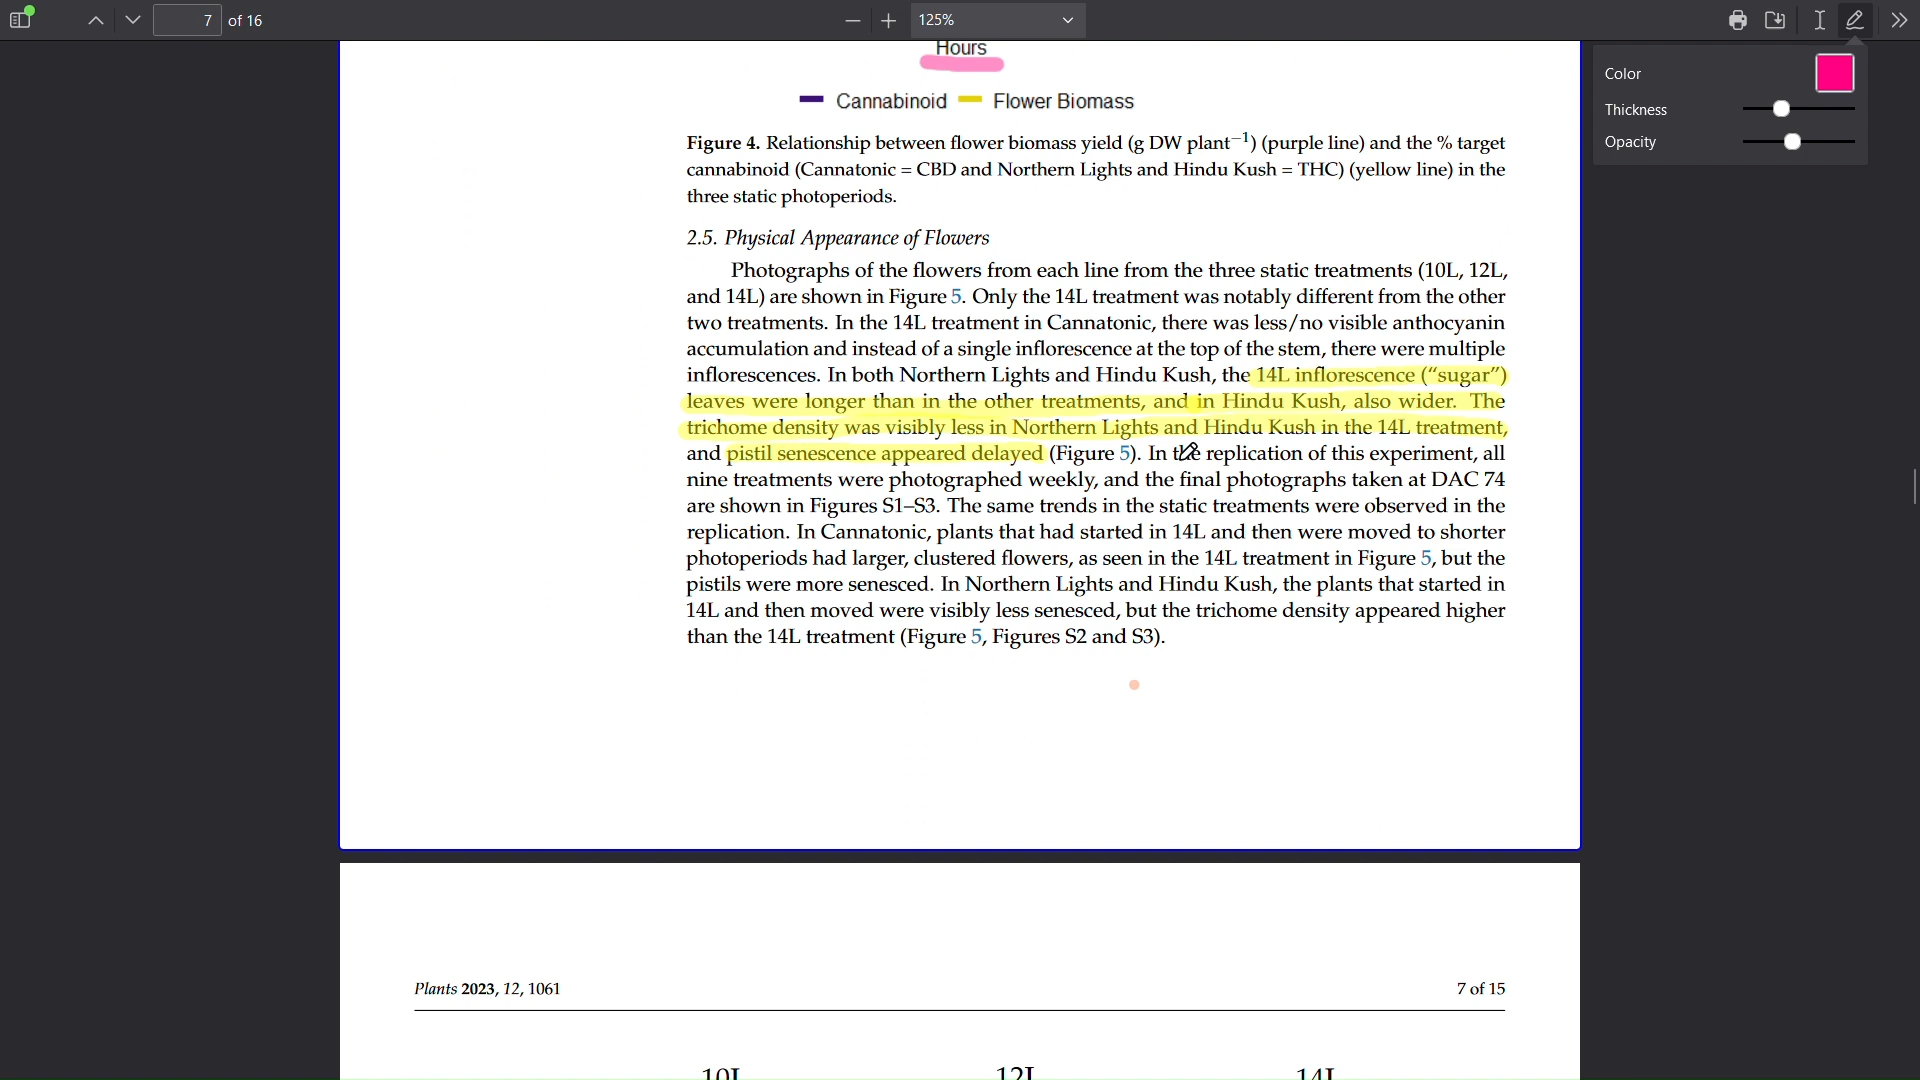 7 of 16
125%
Color
Thickness
Opacity
Hours
Cannabinoid Flower Biomass
Figure 4. Relationship between flower biomass yield (g DW plant−1) (purple line) and the % target
cannabinoid (Cannatonic = CBD and Northern Lights and Hindu Kush = THC) (yellow line) in the
three static photoperiods.
2.5. Physical Appearance of Flowers
Photographs of the flowers from each line from the three static treatments (10L, 12L,
and 14L) are shown in Figure 5. Only the 14L treatment was notably different from the other
two treatments. In the 14L treatment in Cannatonic, there was less/no visible anthocyanin
accumulation and instead of a single inflorescence at the top of the stem, there were multiple
inflorescences. In both Northern Lights and Hindu Kush, the 14L inflorescence (“sugar”)
leaves were longer than in the other treatments, and in Hindu Kush, also wider. The
trichome density was visibly less in Northern Lights and Hindu Kush in the 14L treatment,
and pistil senescence appeared delayed (Figure 5). In the replication of this experiment, all
nine treatments were photographed weekly, and the final photographs taken at DAC 74
are shown in Figures S1–S3. The same trends in the static treatments were observed in the
replication. In Cannatonic, plants that had started in 14L and then were moved to shorter
photoperiods had larger, clustered flowers, as seen in the 14L treatment in Figure 5, but the
pistils were more senesced. In Northern Lights and Hindu Kush, the plants that started in
14L and then moved were visibly less senesced, but the trichome density appeared higher
than the 14L treatment (Figure 5, Figures S2 and S3).
Plants 2023, 12, 1061
7 of 15
10L 12L 14L